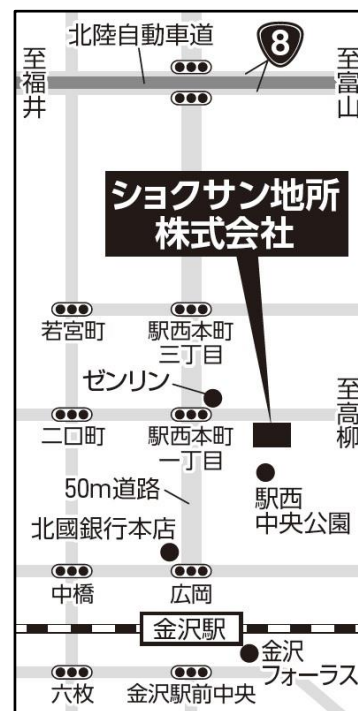 北陸自動車道
8
至福井
至富山
ショクサン地所
株式会社
若宮町
駅西本町
三丁目
ゼンリン
至高柳
二口町
駅西本町
一丁目
50m道路
駅西
中央公園
北國銀行本店
中橋
広岡
金沢駅
金沢
フォーラス
六枚
金沢駅前中央